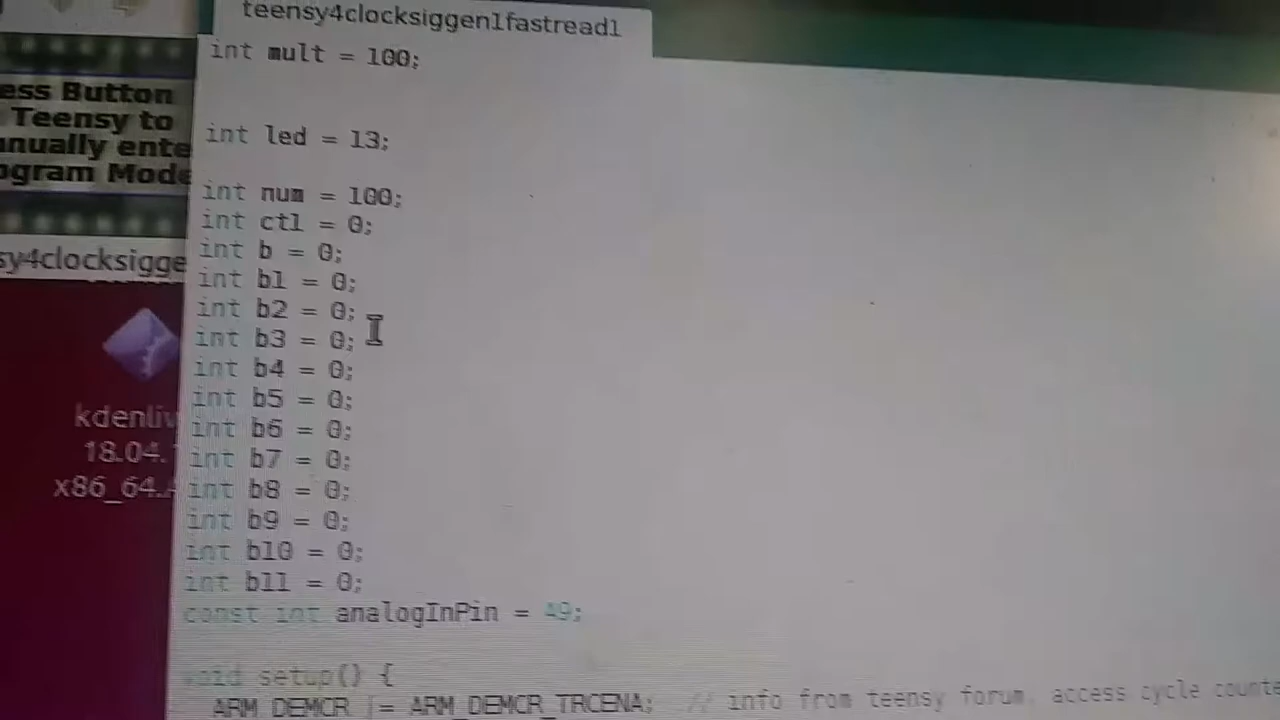 teensy4clocksiggen1fastread1
int mult = 100;
int led = 13;
int num = 100;
int ctl = 0;
int b = 0;
int b1 = 0;
int b2 = 0;
int b3 = 0;
int b4 = 0;
int b5 = 0;
int b6 = 0;
int b7 = 0;
int b8 = 0;
int b9 = 0;
int b10 = 0;
int b11 = 0;
const int analogInPin = 49;
void setup() {
ARM_DEMCR |= ARM_DEMCR_TRCENA; // info from teensy forum, access cycle counte
ess Button
Teensy to
nually ente
ogram Mode
sy4clocksigge
kdenliv
18.04.
x86_64.A